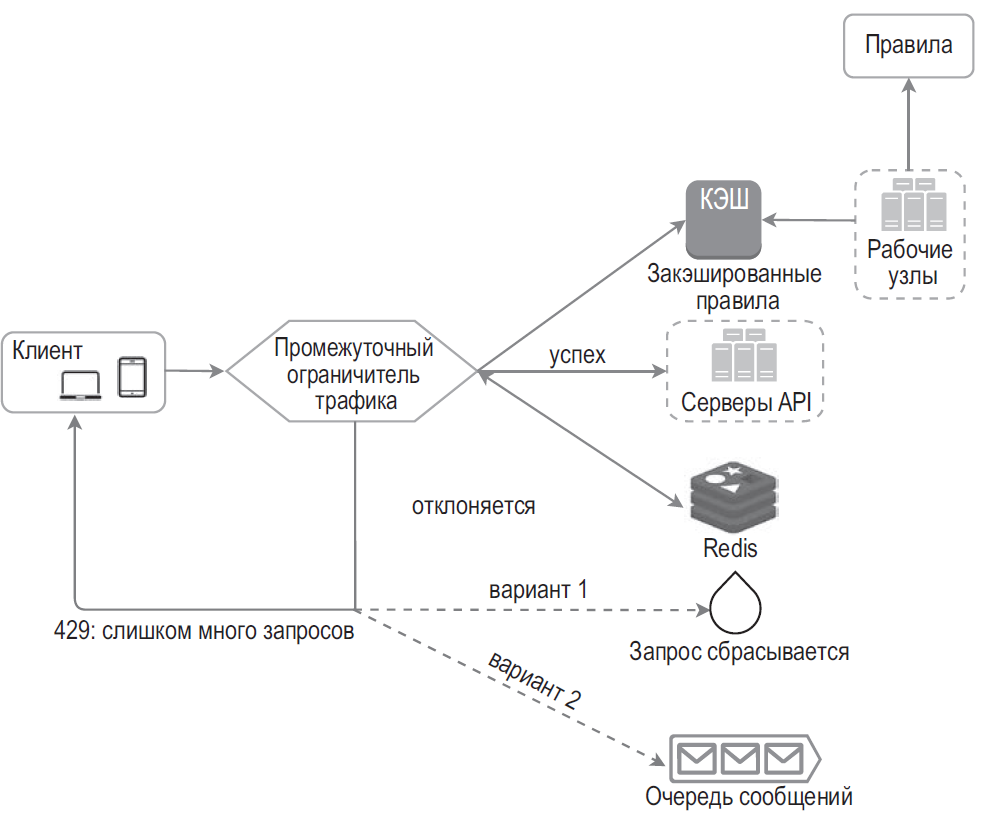 Правила
КЭШ
Рабочие
узлы
Закэшированные
правила
Клиент
Промежуточный
ограничитель
трафика
успех
Серверы API
отклоняется
Redis
вариант 1
429: слишком много запросов
Запрос сбрасывается
вариант 2
Очередь сообщений